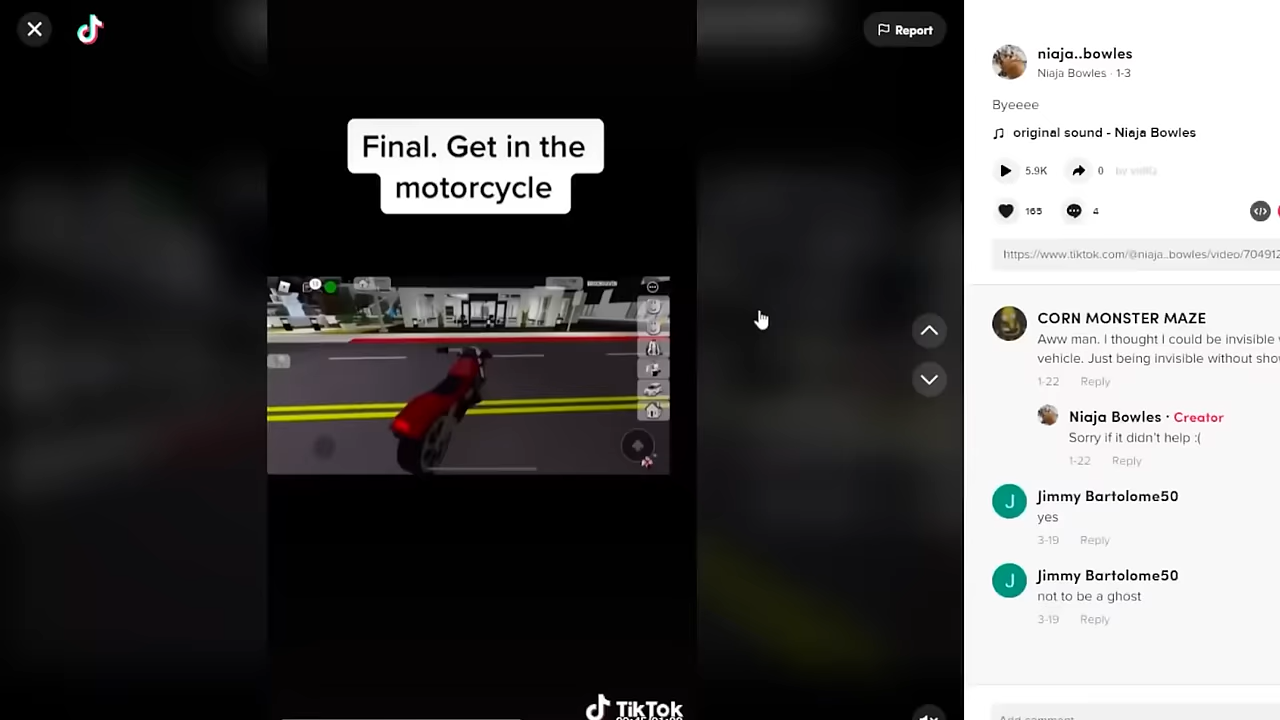 Report
Final. Get in the
motorcycle
TikTok
niaja..bowles
Niaja Bowles · 1-3
Byeeee
original sound - Niaja Bowles
5.9K
0
165
4
https://www.tiktok.com/@niaja..bowles/video/704912
CORN MONSTER MAZE
Aww man. I thought I could be invisible
vehicle. Just being invisible without sho
1-22 Reply
Niaja Bowles · Creator
Sorry if it didn't help :(
1-22 Reply
J
Jimmy Bartolome50
yes
3-19 Reply
J
Jimmy Bartolome50
not to be a ghost
3-19 Reply
Add comment